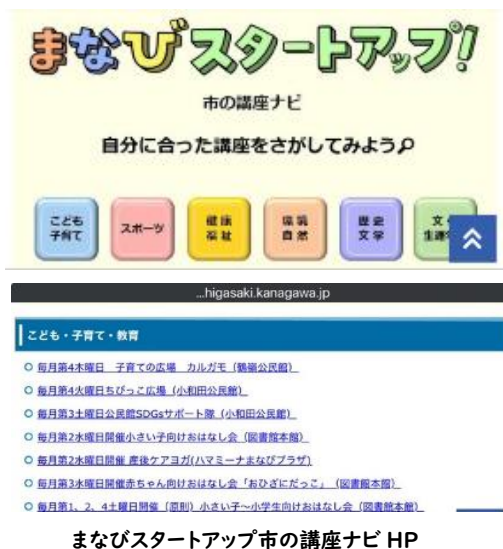 まなびスタートアップ!
市の講座ナビ
自分に合った講座をさがしてみよう
こども
子育て
スポーツ
健康
福祉
環境
自然
歴史
文学
文
生涯
...higasaki.kanagawa.jp
こども・子育て・教育
毎月第4木曜日 子育ての広場 カルガモ(鶴嶺公民館)
毎月第4火曜日ちびっこ広場(小和田公民館)
毎月第3土曜日公民館SDGsサポート隊(小和田公民館)
毎月第2水曜日開催小さい子向けおはなし会(図書館本館)
毎月第2水曜日開催 産後ケアヨガ(ハマミーナまなびプラザ)
毎月第3水曜日開催赤ちゃん向けおはなし会「おひざにだっこ」(図書館本館)
毎月第1、2、4土曜日開催(原則)小さい子~小学生向けおはなし会(図書館本館)
まなびスタートアップ市の講座ナビ HP